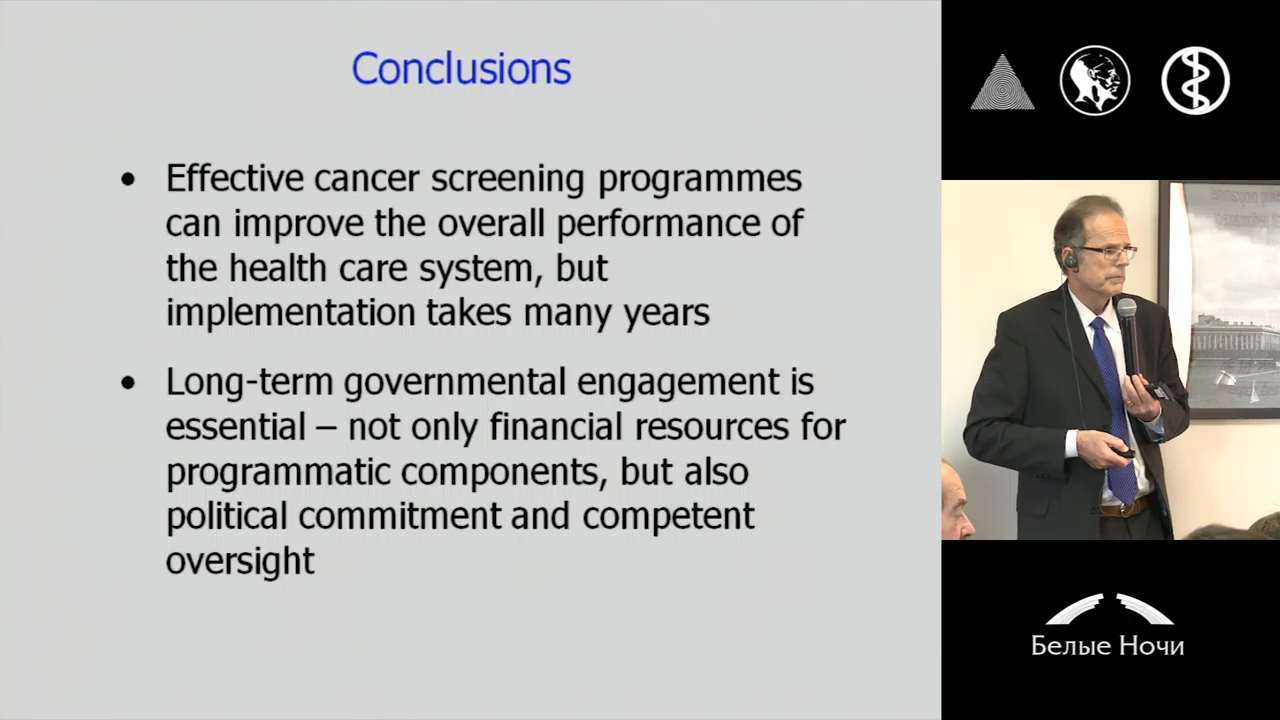 Conclusions
• Effective cancer screening programmes
can improve the overall performance of
the health care system, but
implementation takes many years
• Long-term governmental engagement is
essential – not only financial resources for
programmatic components, but also
political commitment and competent
oversight
Белые Ночи